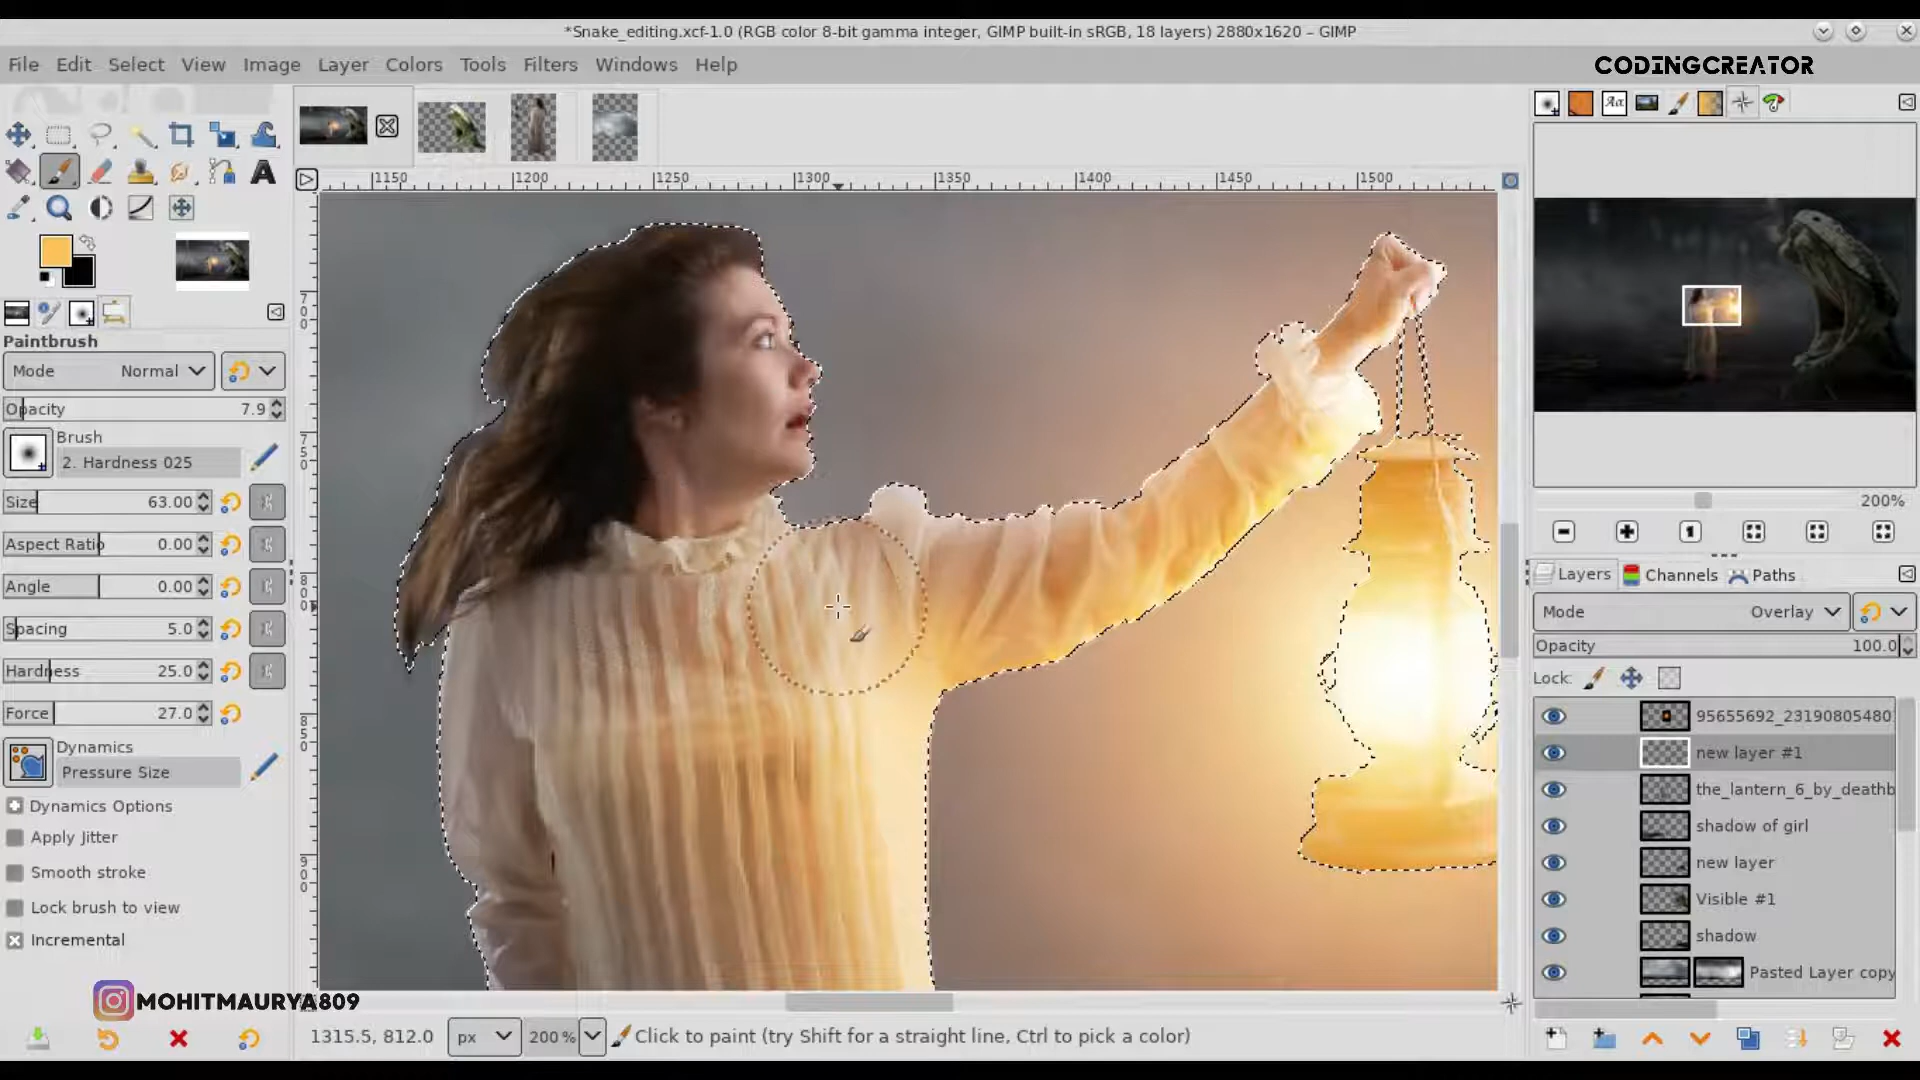 *Snake_editing.xcf-1.0 (RGB color 8-bit gamma integer, GIMP built-in sRGB, 18 layers) 2880x1620 – GIMP
File Edit Select View Image Layer Colors Tools Filters Windows Help
CODINGCREATOR
1150 1200 1250 1300 1350 1400 1450 1500
Paintbrush
Mode Normal
Opacity 7.9
Brush
2. Hardness 025
Size 63.00
Aspect Ratio 0.00
Angle 0.00
Spacing 5.0
Hardness 25.0
Force 27.0
Dynamics
Pressure Size
Dynamics Options
Apply Jitter
Smooth stroke
Lock brush to view
Incremental
MOHITMAURYA809
700
750
800
850
900
1315.5, 812.0 px 200% Click to paint (try Shift for a straight line, Ctrl to pick a color)
Aa
200%
Layers Channels Paths
Mode Overlay
Opacity 100.0
Lock:
95655692_23190805480
new layer #1
the_lantern_6_by_deathb
shadow of girl
new layer
Visible #1
shadow
Pasted Layer copy